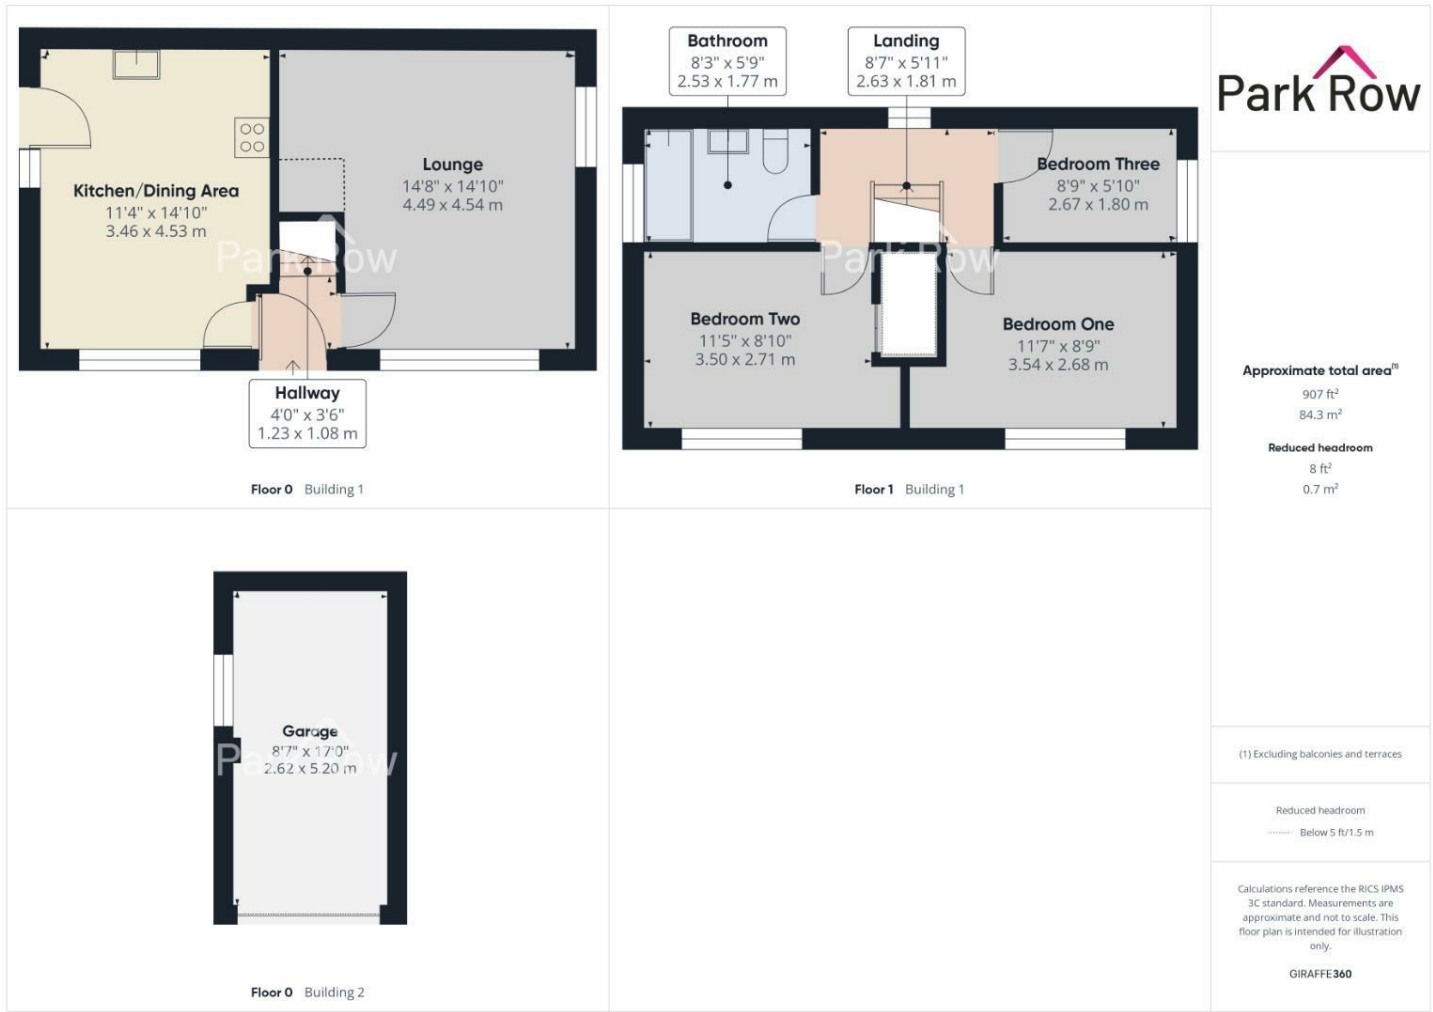 Kitchen/Dining Area
11'4" x 14'10"
3.46 x 4.53 m
Lounge
14'8" x 14'10"
4.49 x 4.54 m
Park Row
Hallway
4'0" x 3'6"
1.23 x 1.08 m
Floor 0 Building 1
Bathroom
8'3" x 5'9"
2.53 x 1.77 m
Landing
8'7" x 5'11"
2.63 x 1.81 m
Bedroom Three
8'9" x 5'10"
2.67 x 1.80 m
Park Row
Bedroom Two
11'5" x 8'10"
3.50 x 2.71 m
Bedroom One
11'7" x 8'9"
3.54 x 2.68 m
Floor 1 Building 1
Garage
8'7" x 17'0"
2.62 x 5.20 m
Park Row
Floor 0 Building 2
Park Row
Approximate total area(1)
907 ft²
84.3 m²
Reduced headroom
8 ft²
0.7 m²
(1) Excluding balconies and terraces
Reduced headroom
Below 5 ft/1.5 m
Calculations reference the RICS IPMS
3C standard. Measurements are
approximate and not to scale. This
floor plan is intended for illustration
only.
GIRAFFE360